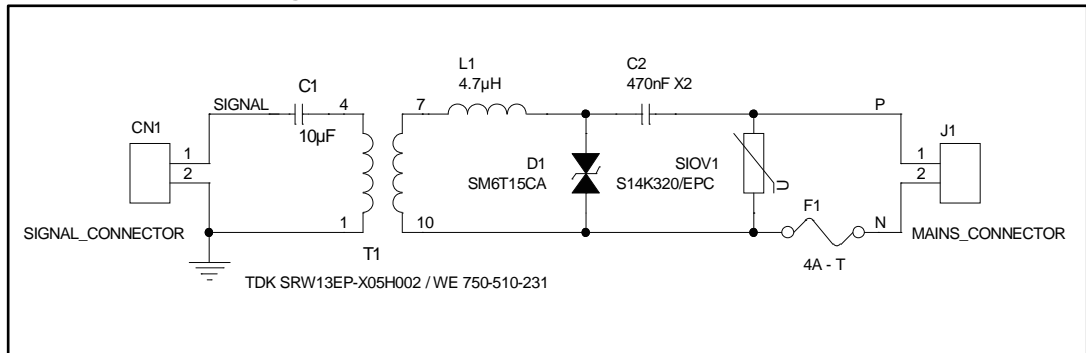 L1
4.7µH
C2
470nF X2
C1
10µF
SIGNAL
4
7
P
CN1
1
2
J1
1
2
D1
SM6T15CA
SIOV1
S14K320/EPC
U
F1
N
4A - T
1
10
SIGNAL_CONNECTOR
MAINS_CONNECTOR
T1
TDK SRW13EP-X05H002 / WE 750-510-231